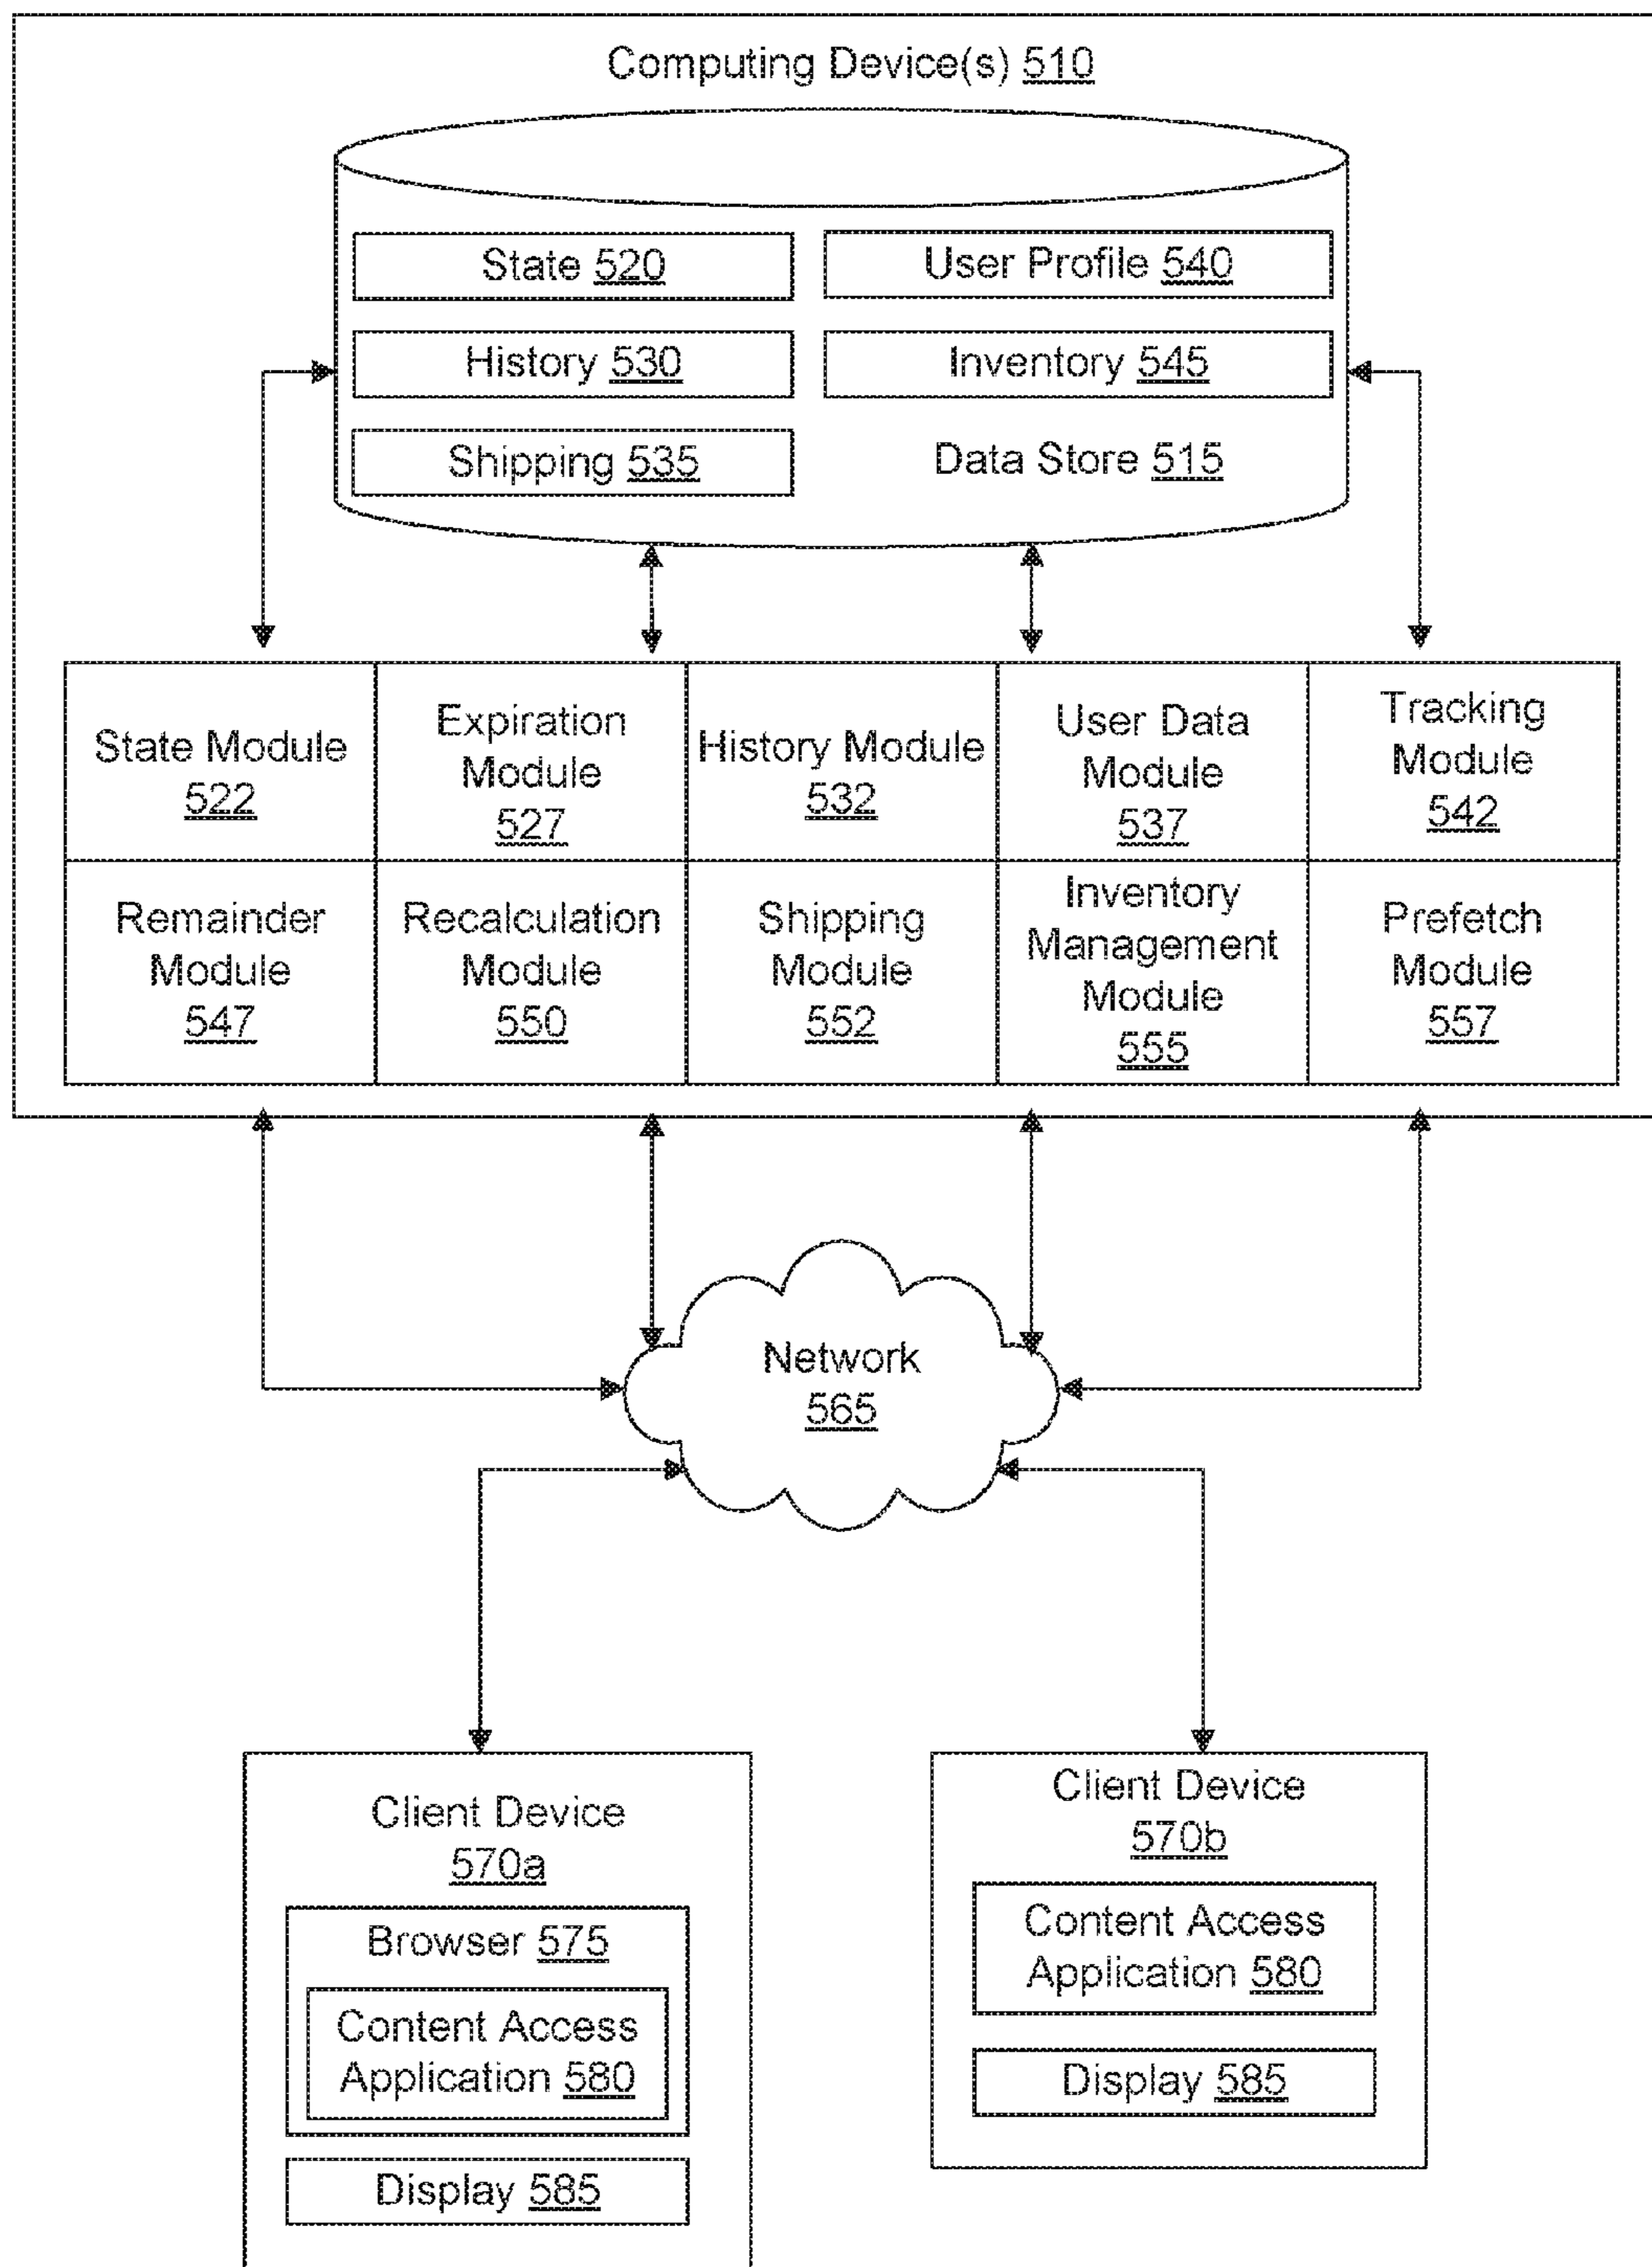 Computing Device(s) 510
State 520
User Profile 540
History 530
Inventory 545
Shipping 535
Data Store 515
State Module
522
Expiration
Module
527
History Module
532
User Data
Module
537
Tracking
Module
542
Remainder
Module
547
Recalculation
Module
550
Shipping
Module
552
Inventory
Management
Module
555
Prefetch
Module
557
Network
565
Client Device
570a
Browser 575
Content Access
Application 580
Display 585
Client Device
570b
Content Access
Application 580
Display 585